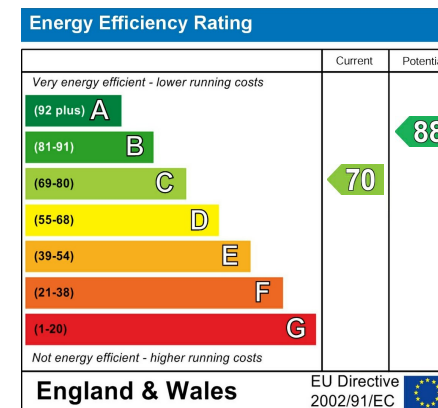 Energy Efficiency Rating
Current Potenti
Very energy efficient - lower running costs
(92 plus) A
(81-91) B
(69-80) C
(55-68) D
(39-54) E
(21-38) F
(1-20) G
70
88
Not energy efficient - higher running costs
England & Wales
EU Directive
2002/91/EC